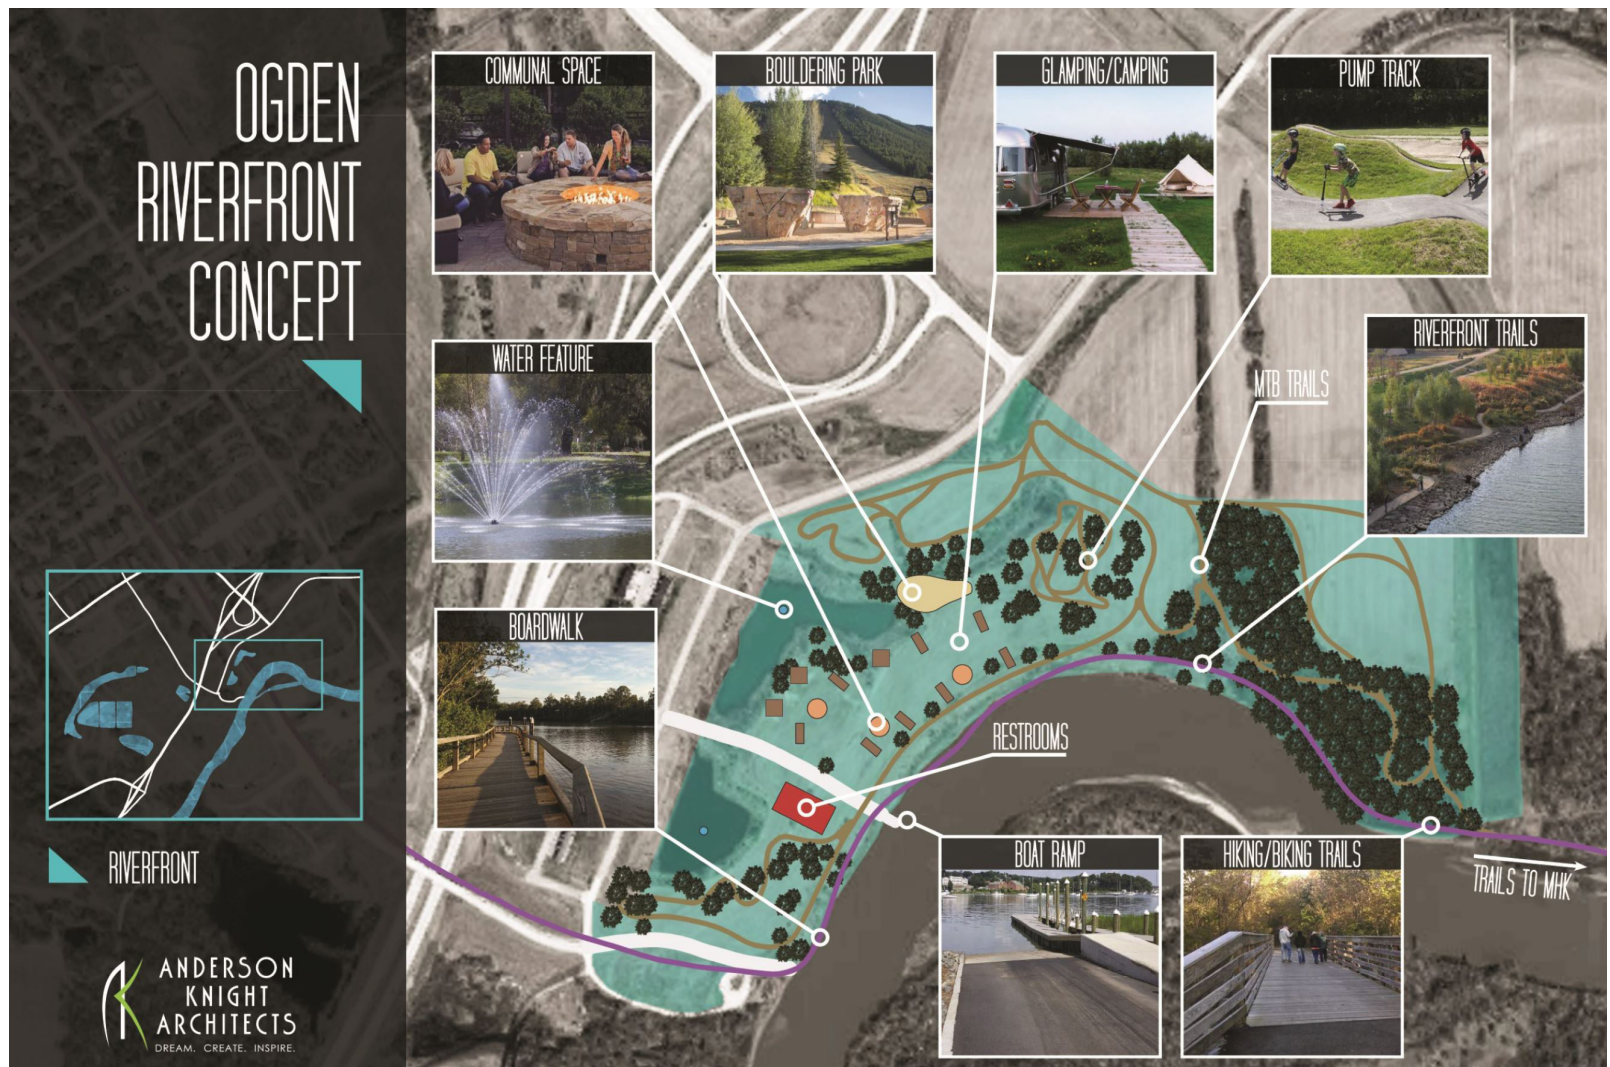 OGDEN
RIVERFRONT
CONCEPT
COMMUNAL SPACE
BOULDERING PARK
GLAMPING/CAMPING
PUMP TRACK
WATER FEATURE
RIVERFRONT TRAILS
MTB TRAILS
BOARDWALK
RESTROOMS
BOAT RAMP
HIKING/BIKING TRAILS
TRAILS TO MHK
RIVERFRONT
ANDERSON
KNIGHT
ARCHITECTS
DREAM. CREATE. INSPIRE.